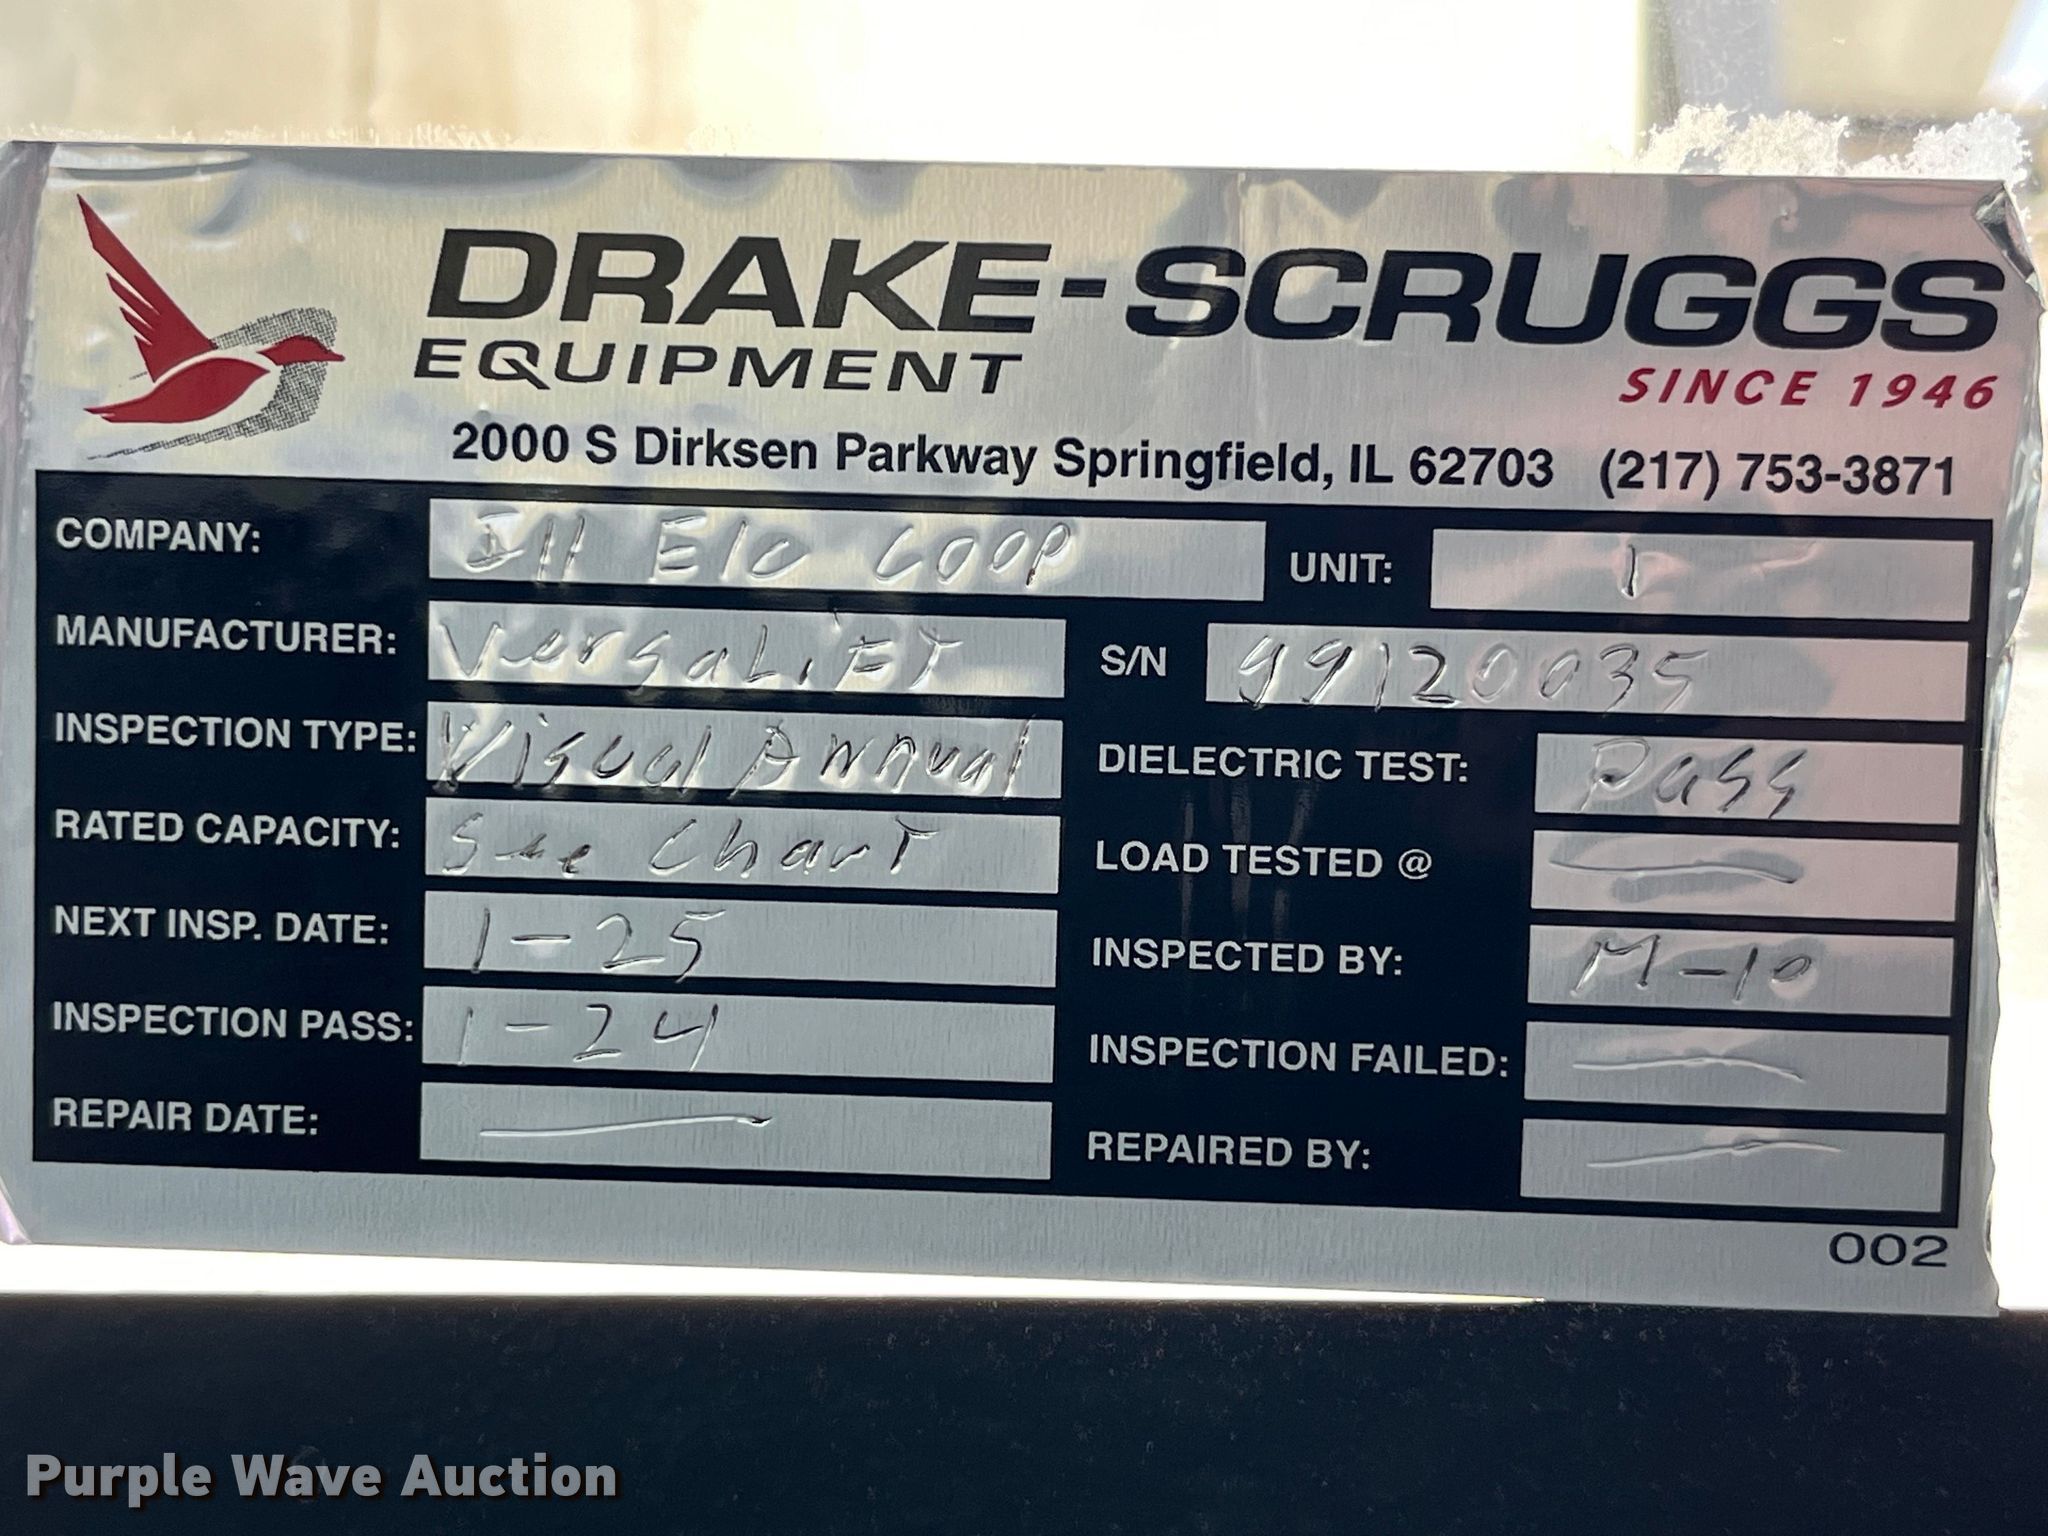 DRAKE-SCRUGGS
EQUIPMENT
SINCE 1946
2000 S Dirksen Parkway Springfield, IL 62703 (217) 753-3871
COMPANY: Ill Elc COOP UNIT: 1
MANUFACTURER: VersaLiFT S/N 99120035
INSPECTION TYPE: Visual Annual DIELECTRIC TEST: Pass
RATED CAPACITY: See Chart LOAD TESTED @ —
NEXT INSP. DATE: 1-25 INSPECTED BY: M-10
INSPECTION PASS: 1-24 INSPECTION FAILED: —
REPAIR DATE: — REPAIRED BY: —
002
Purple Wave Auction